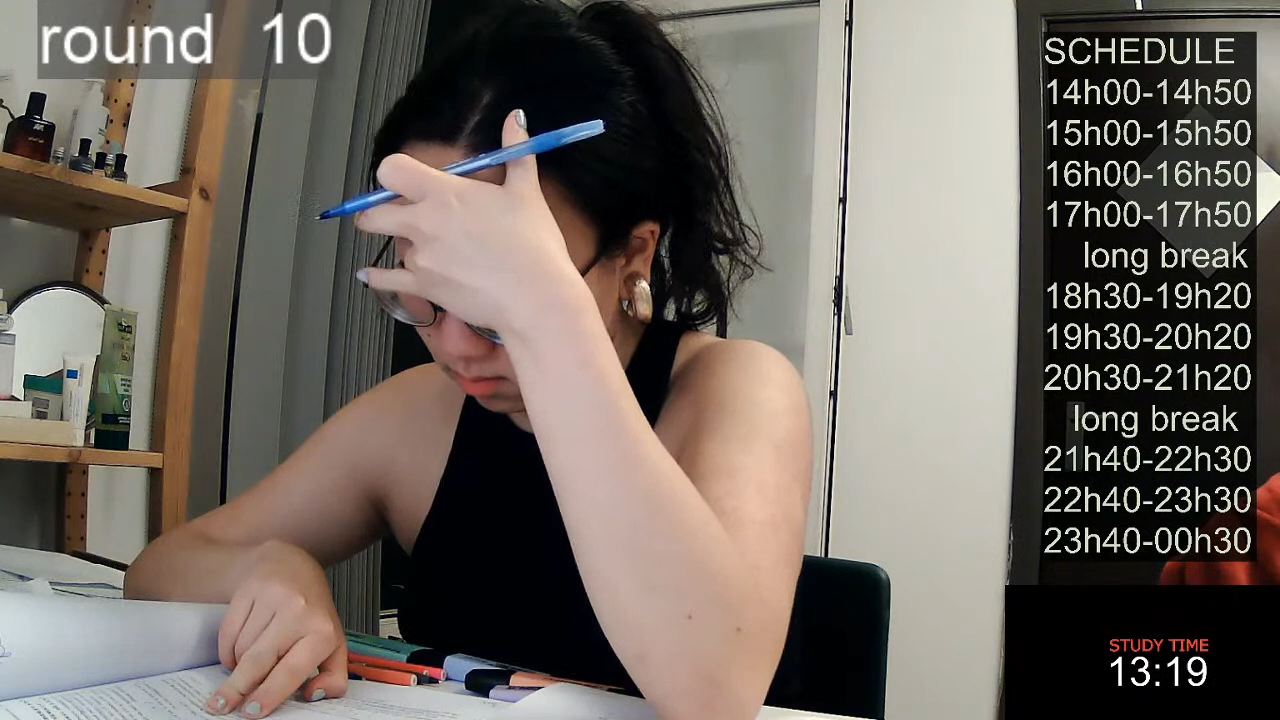 round 10
SCHEDULE
14h00-14h50
15h00-15h50
16h00-16h50
17h00-17h50
long break
18h30-19h20
19h30-20h20
20h30-21h20
long break
21h40-22h30
22h40-23h30
23h40-00h30
STUDY TIME
13:19